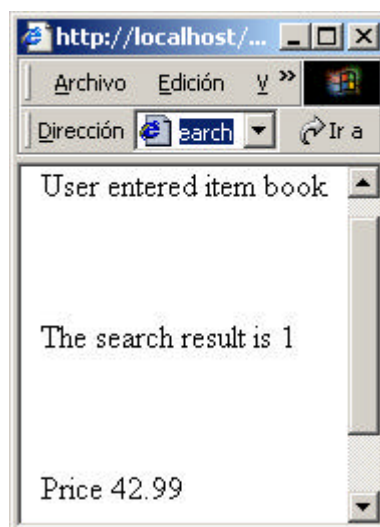 http://localhost/...
Archivo Edición V »
Dirección earch Ir a
User entered item book
The search result is 1
Price 42.99